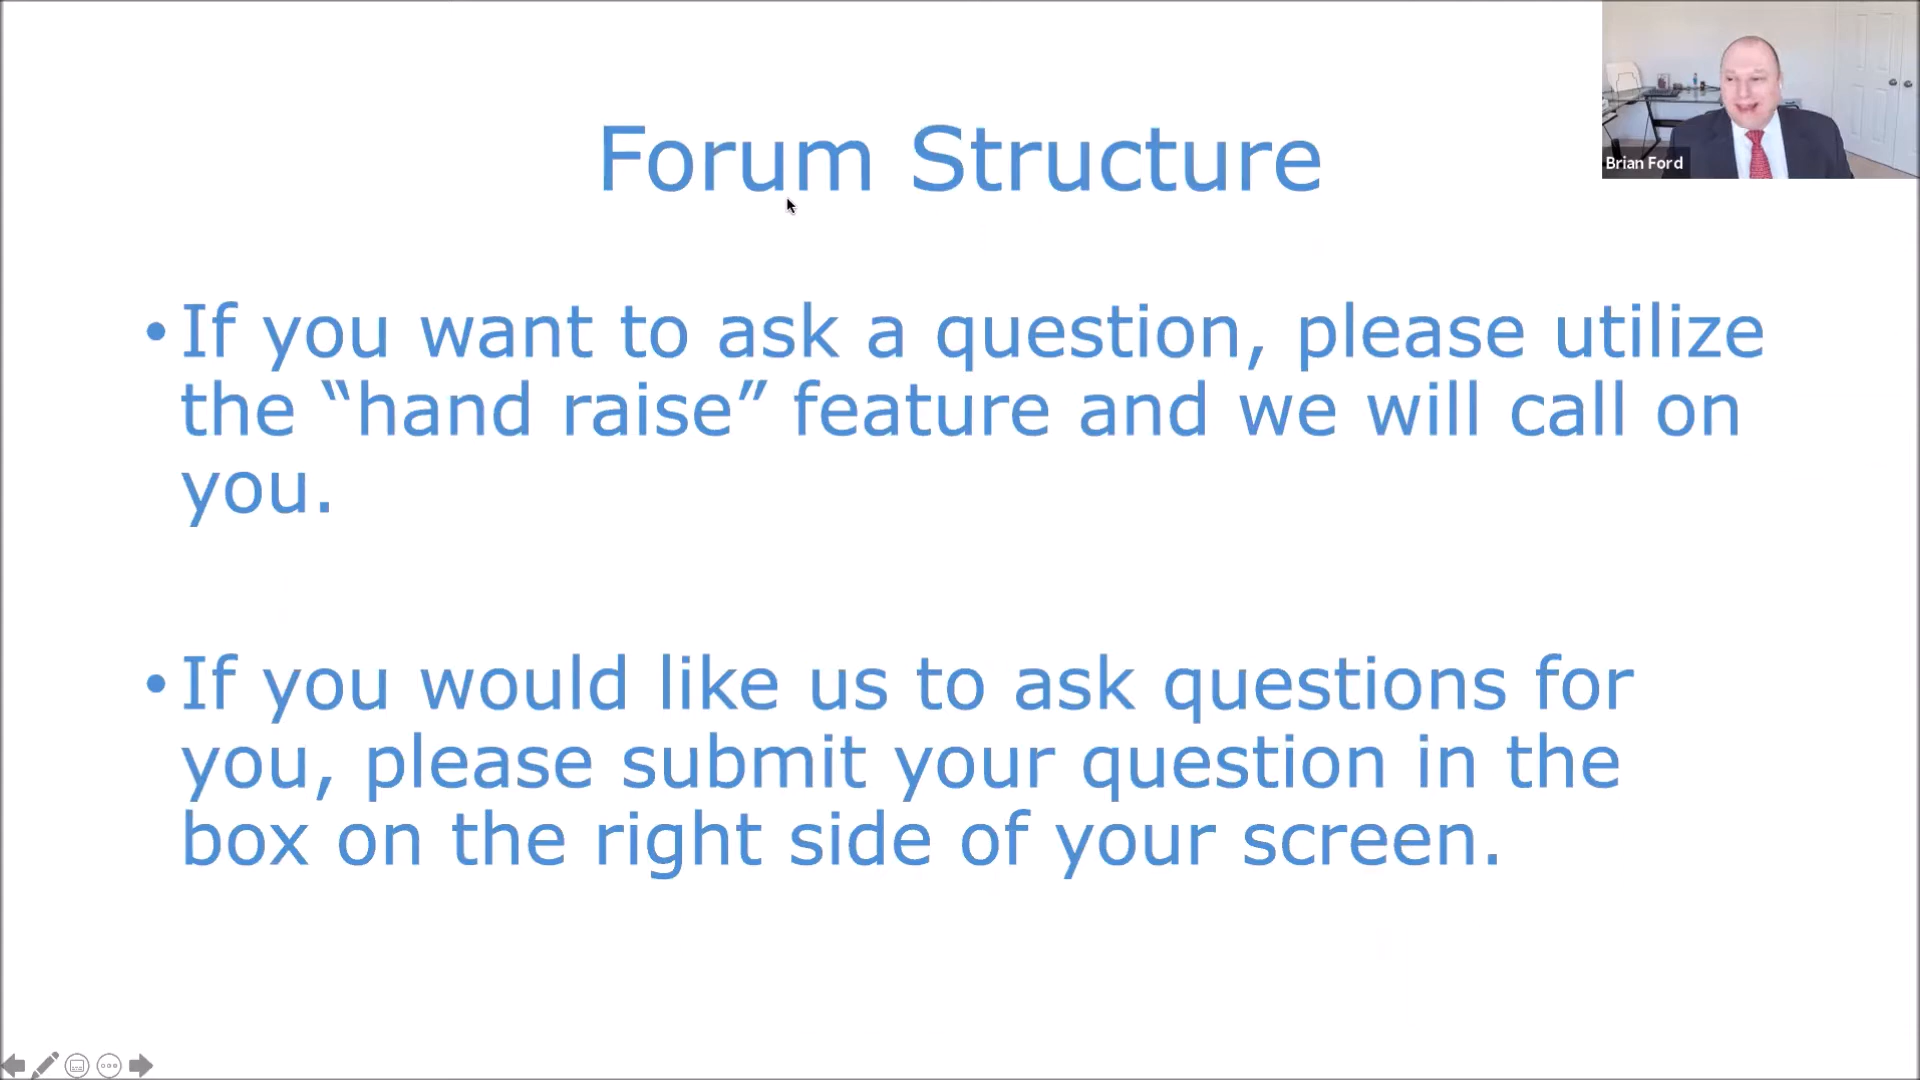 Forum Structure
Brian Ford
•If you want to ask a question, please utilize
the “hand raise” feature and we will call on
you.
•If you would like us to ask questions for
you, please submit your question in the
box on the right side of your screen.